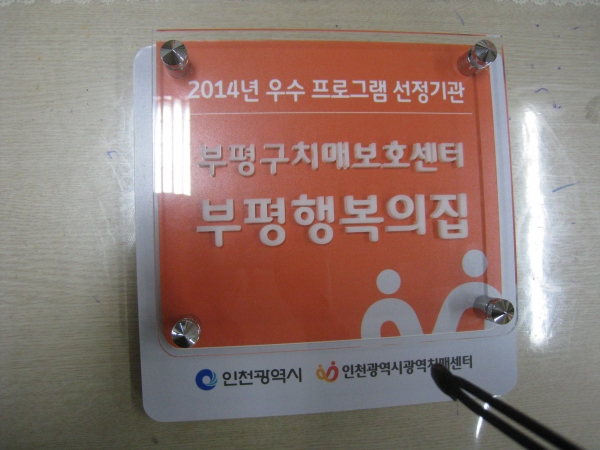 2014년 우수 프로그램 선정기관
부평구치매보호센터
부평행복의집
인천광역시 인천광역시광역치매센터